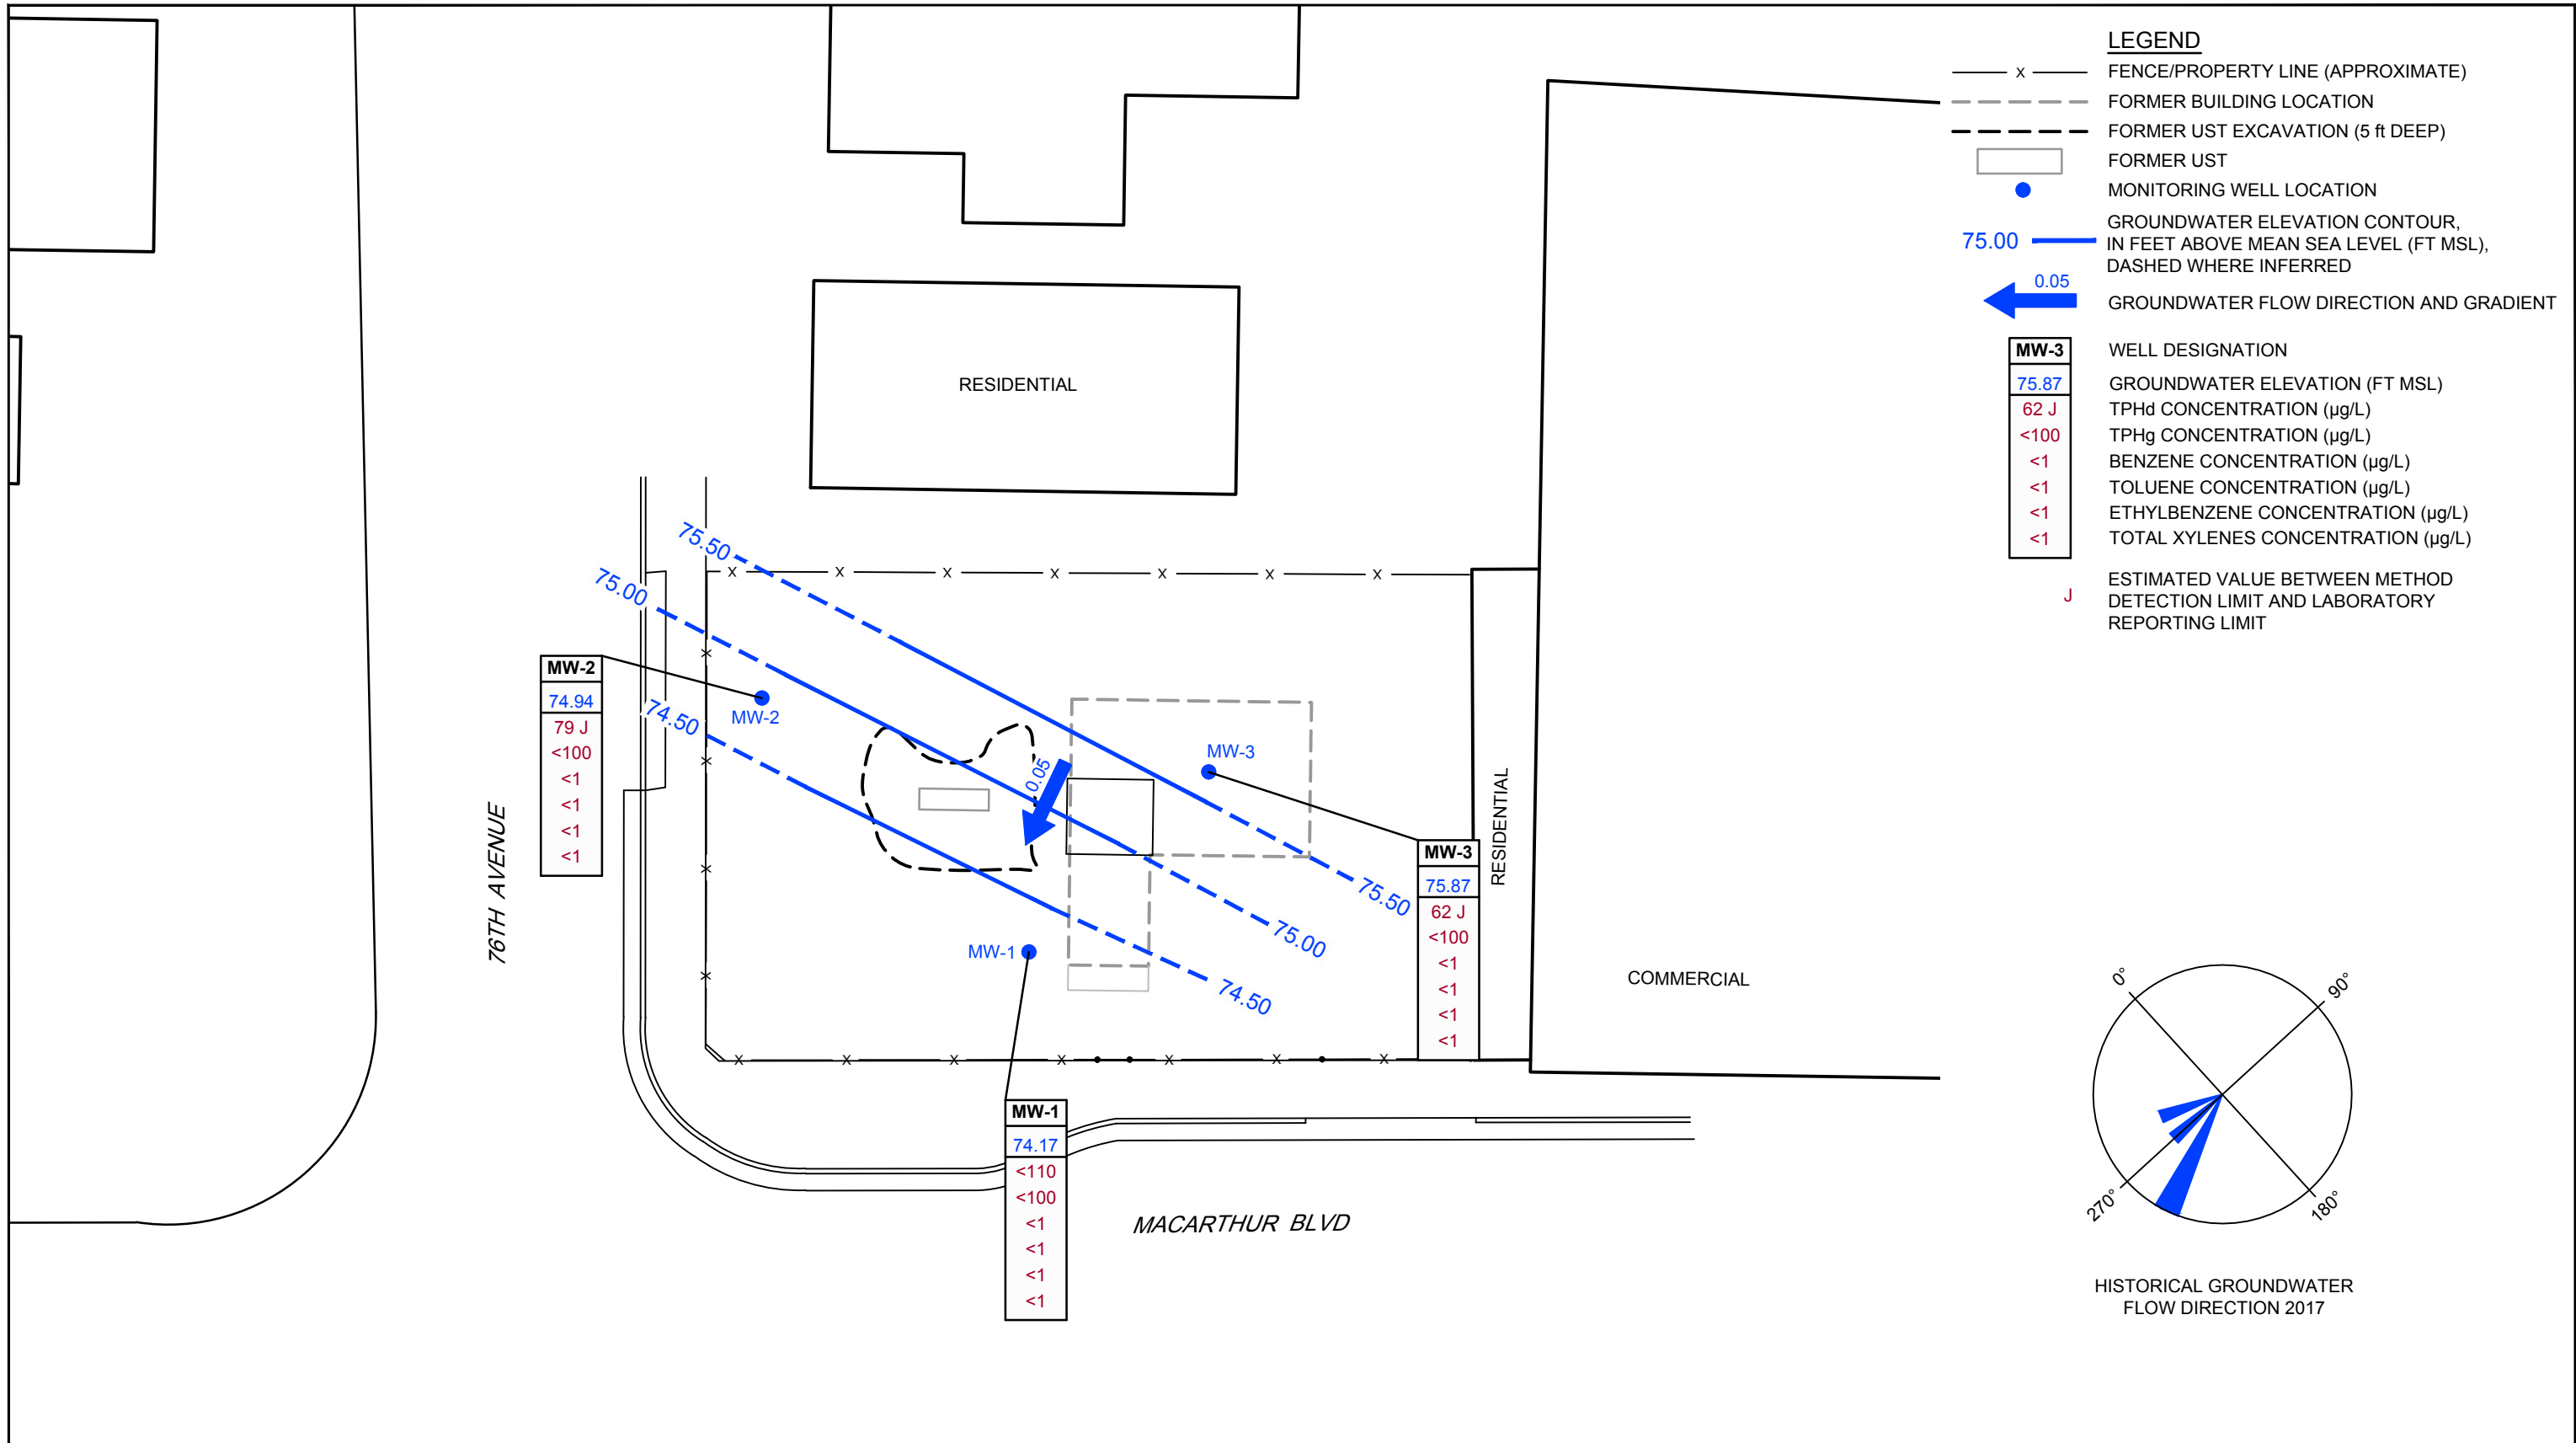 LEGEND
X
FENCE/PROPERTY LINE (APPROXIMATE)
FORMER BUILDING LOCATION
FORMER UST EXCAVATION (5 ft DEEP)
FORMER UST
MONITORING WELL LOCATION
75.00
GROUNDWATER ELEVATION CONTOUR,
IN FEET ABOVE MEAN SEA LEVEL (FT MSL),
DASHED WHERE INFERRED
0.05
GROUNDWATER FLOW DIRECTION AND GRADIENT
MW-3 WELL DESIGNATION
75.87 GROUNDWATER ELEVATION (FT MSL)
62 J TPHd CONCENTRATION (µg/L)
<100 TPHg CONCENTRATION (µg/L)
<1 BENZENE CONCENTRATION (µg/L)
<1 TOLUENE CONCENTRATION (µg/L)
<1 ETHYLBENZENE CONCENTRATION (µg/L)
<1 TOTAL XYLENES CONCENTRATION (µg/L)
J
ESTIMATED VALUE BETWEEN METHOD
DETECTION LIMIT AND LABORATORY
REPORTING LIMIT
RESIDENTIAL
75.50
75.00
74.50
X X X X X X X
X
X
X
X
MW-2
74.94
79 J
<100
<1
<1
<1
<1
MW-2
MW-3
0.05
MW-1
75.50
75.00
74.50
MW-3
75.87
62 J
<100
<1
<1
<1
<1
RESIDENTIAL
COMMERCIAL
76TH AVENUE
X X X X X X X
MW-1
74.17
<110
<100
<1
<1
<1
<1
MACARTHUR BLVD
0°
90°
270°
180°
HISTORICAL GROUNDWATER
FLOW DIRECTION 2017